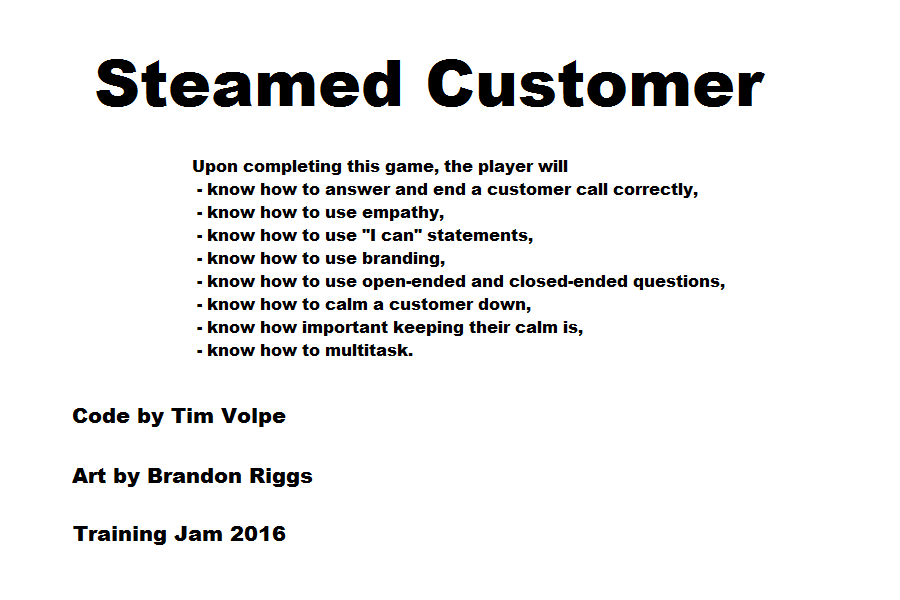 Steamed Customer
Upon completing this game, the player will
- know how to answer and end a customer call correctly,
- know how to use empathy,
- know how to use "I can" statements,
- know how to use branding,
- know how to use open-ended and closed-ended questions,
- know how to calm a customer down,
- know how important keeping their calm is,
- know how to multitask.
Code by Tim Volpe
Art by Brandon Riggs
Training Jam 2016